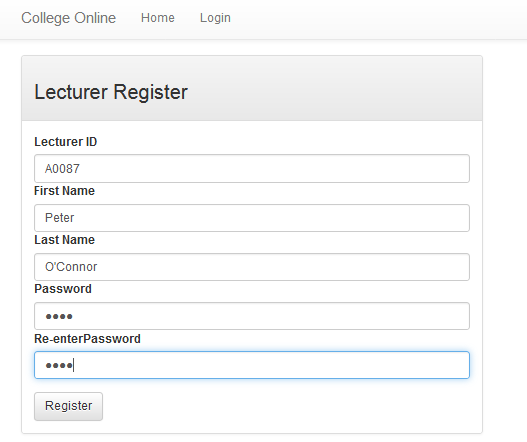 College Online Home Login
Lecturer Register
Lecturer ID
A0087
First Name
Peter
Last Name
O'Connor
Password
●●●●
Re-enterPassword
●●●●
Register